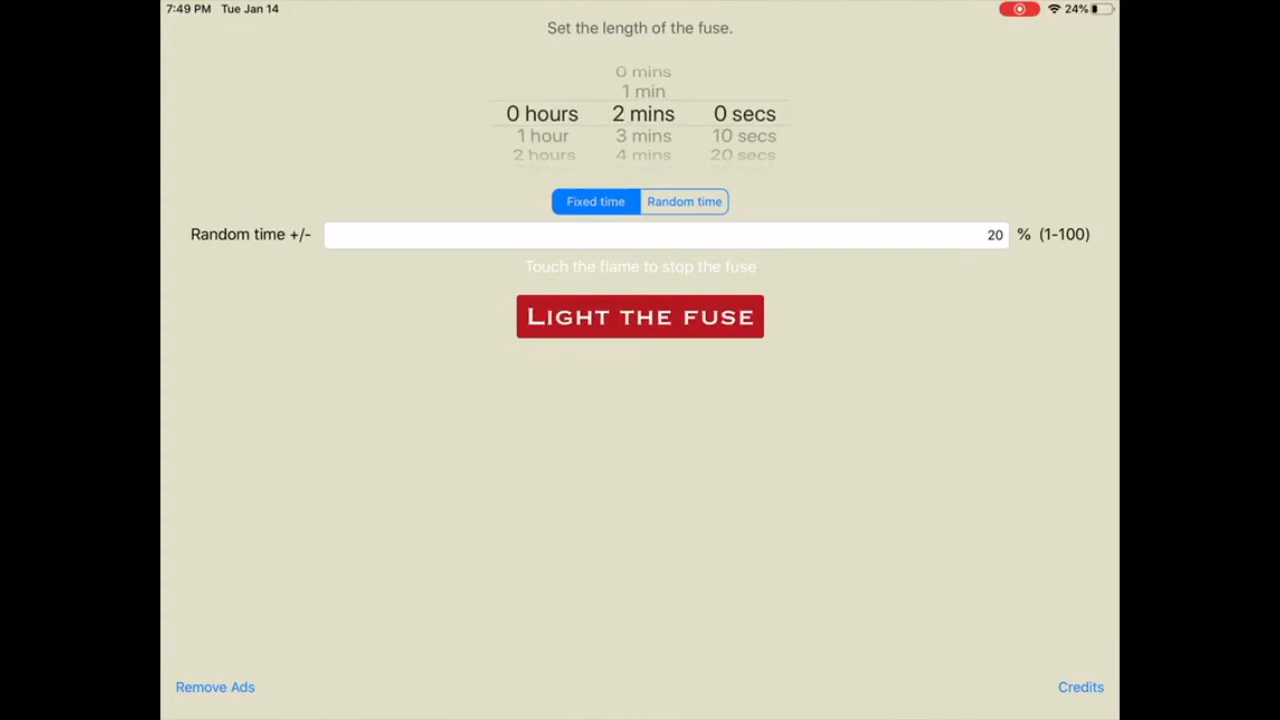 7:49 PM Tue Jan 14 24%
Set the length of the fuse.
0 mins
1 min
0 hours 2 mins 0 secs
1 hour 3 mins 10 secs
2 hours 4 mins 20 secs
Fixed time Random time
Random time +/- 20 % (1-100)
Touch the flame to stop the fuse
LIGHT THE FUSE
Remove Ads Credits